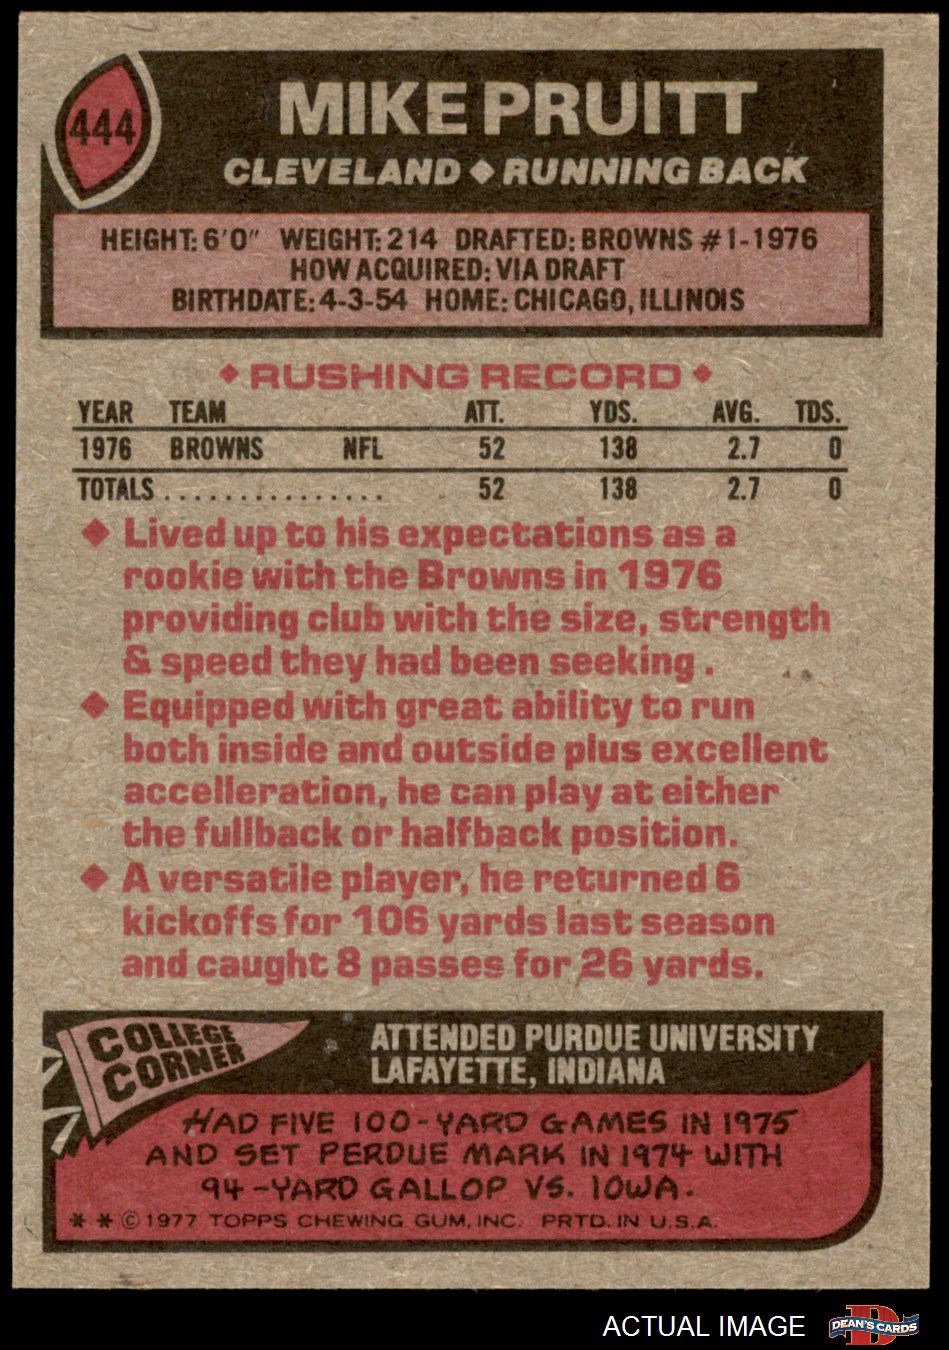 444
MIKE PRUITT
CLEVELAND ◆ RUNNING BACK
HEIGHT: 6'0" WEIGHT: 214 DRAFTED: BROWNS #1-1976
HOW ACQUIRED: VIA DRAFT
BIRTHDATE: 4-3-54 HOME: CHICAGO, ILLINOIS
◆ RUSHING RECORD ◆
YEAR TEAM ATT. YDS. AVG. TDS.
1976 BROWNS NFL 52 138 2.7 0
TOTALS . . . . . . . . . . . . . . . 52 138 2.7 0
◆ Lived up to his expectations as a
rookie with the Browns in 1976
providing club with the size, strength
& speed they had been seeking .
◆ Equipped with great ability to run
both inside and outside plus excellent
accelleration, he can play at either
the fullback or halfback position.
◆ A versatile player, he returned 6
kickoffs for 106 yards last season
and caught 8 passes for 26 yards.
COLLEGE
CORNER
ATTENDED PURDUE UNIVERSITY
LAFAYETTE, INDIANA
HAD FIVE 100-YARD GAMES IN 1975
AND SET PERDUE MARK IN 1974 WITH
94-YARD GALLOP VS. IOWA.
* * © 1977 TOPPS CHEWING GUM, INC. PRTD. IN U.S.A.
ACTUAL IMAGE
D
DEAN'S CARDS